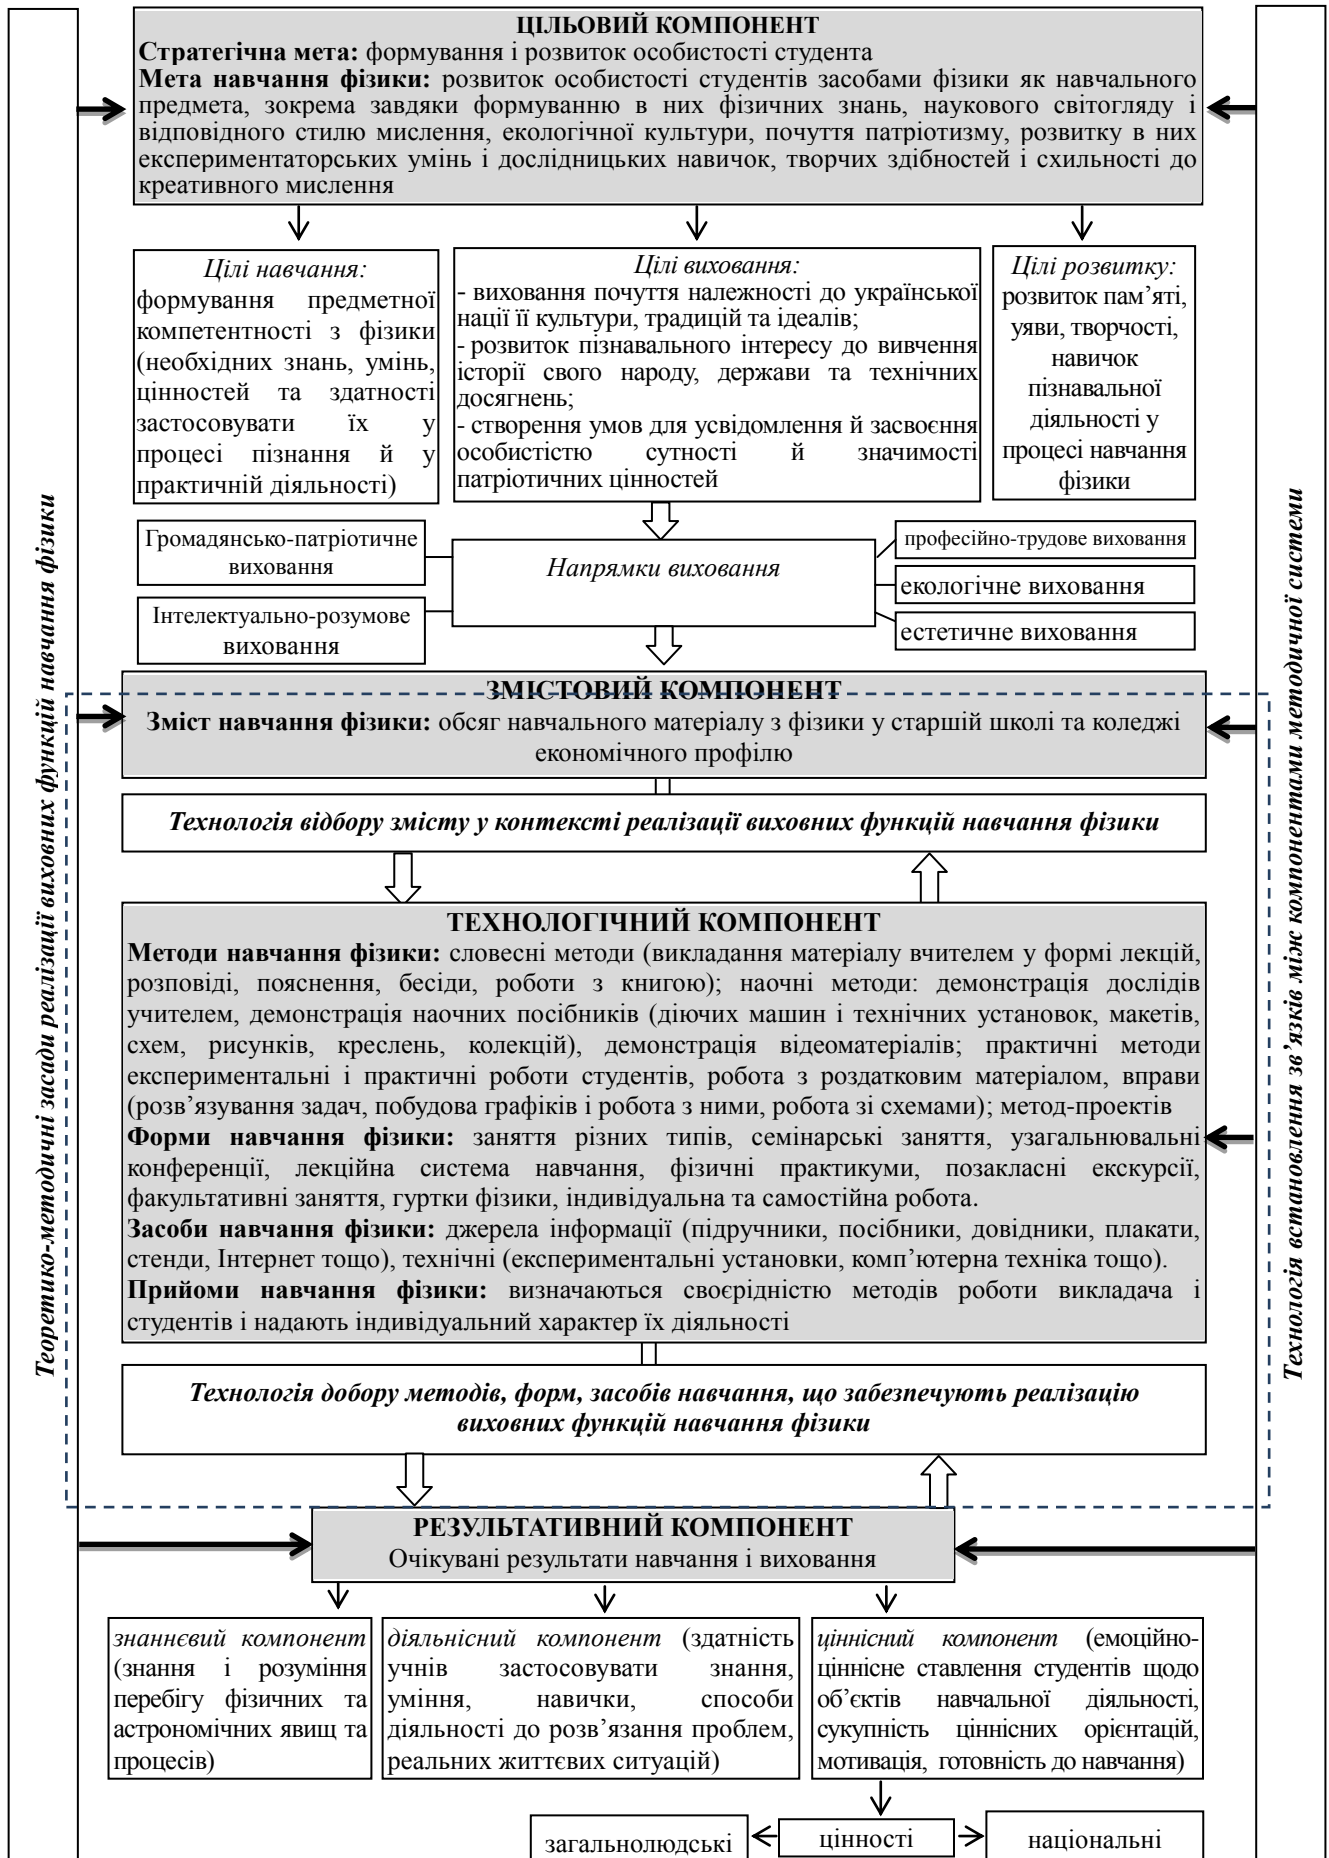 ЦІЛЬОВИЙ КОМПОНЕНТ
Стратегічна мета: формування і розвиток особистості студента
Мета навчання фізики: розвиток особистості студентів засобами фізики як навчального
предмета, зокрема завдяки формуванню в них фізичних знань, наукового світогляду і
відповідного стилю мислення, екологічної культури, почуття патріотизму, розвитку в них
експериментаторських умінь і дослідницьких навичок, творчих здібностей і схильності до
креативного мислення
Цілі навчання:
формування предметної
компетентності з фізики
(необхідних знань, умінь,
цінностей та здатності
застосовувати їх у
процесі пізнання й у
практичній діяльності)
Цілі виховання:
- виховання почуття належності до української
нації її культури, традицій та ідеалів;
- розвиток пізнавального інтересу до вивчення
історії свого народу, держави та технічних
досягнень;
- створення умов для усвідомлення й засвоєння
особистістю сутності й значимості
патріотичних цінностей
Цілі розвитку:
розвиток пам’яті,
уяви, творчості,
навичок
пізнавальної
діяльності у
процесі навчання
фізики
Громадянсько-патріотичне
виховання
Інтелектуально-розумове
виховання
Напрямки виховання
професійно-трудове виховання
екологічне виховання
естетичне виховання
ЗМІСТОВИЙ КОМПОНЕНТ
Зміст навчання фізики: обсяг навчального матеріалу з фізики у старшій школі та коледжі
економічного профілю
Технологія відбору змісту у контексті реалізації виховних функцій навчання фізики
ТЕХНОЛОГІЧНИЙ КОМПОНЕНТ
Методи навчання фізики: словесні методи (викладання матеріалу вчителем у формі лекцій,
розповіді, пояснення, бесіди, роботи з книгою); наочні методи: демонстрація дослідів
учителем, демонстрація наочних посібників (діючих машин і технічних установок, макетів,
схем, рисунків, креслень, колекцій), демонстрація відеоматеріалів; практичні методи
експериментальні і практичні роботи студентів, робота з роздатковим матеріалом, вправи
(розв’язування задач, побудова графіків і робота з ними, робота зі схемами); метод-проектів
Форми навчання фізики: заняття різних типів, семінарські заняття, узагальнювальні
конференції, лекційна система навчання, фізичні практикуми, позакласні екскурсії,
факультативні заняття, гуртки фізики, індивідуальна та самостійна робота.
Засоби навчання фізики: джерела інформації (підручники, посібники, довідники, плакати,
стенди, Інтернет тощо), технічні (експериментальні установки, комп’ютерна техніка тощо).
Прийоми навчання фізики: визначаються своєрідністю методів роботи викладача і
студентів і надають індивідуальний характер їх діяльності
Технологія добору методів, форм, засобів навчання, що забезпечують реалізацію
виховних функцій навчання фізики
РЕЗУЛЬТАТИВНИЙ КОМПОНЕНТ
Очікувані результати навчання і виховання
знаннєвий компонент
(знання і розуміння
перебігу фізичних та
астрономічних явищ та
процесів)
діяльнісний компонент (здатність
учнів застосовувати знання,
уміння, навички, способи
діяльності до розв’язання проблем,
реальних життєвих ситуацій)
ціннісний компонент (емоційно-
ціннісне ставлення студентів щодо
об’єктів навчальної діяльності,
сукупність ціннісних орієнтацій,
мотивація, готовність до навчання)
загальнолюдські
цінності
національні
Теоретико-методичні засади реалізації виховних функцій навчання фізики
Технологія встановлення зв’язків між компонентами методичної системи